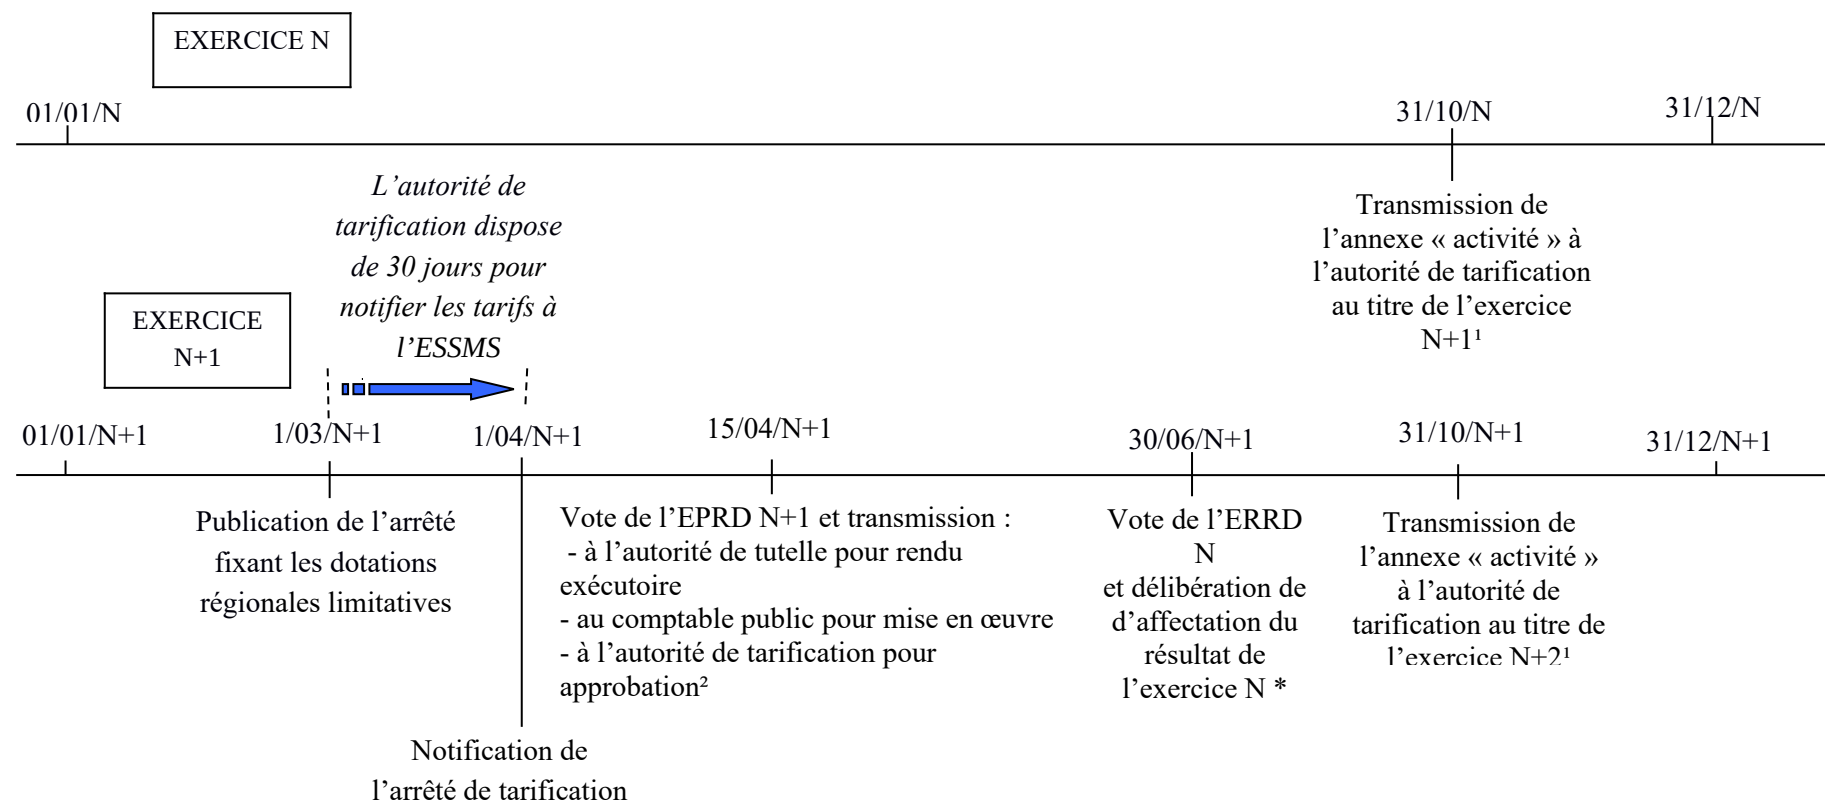 EXERCICE N
01/01/N
31/10/N
31/12/N
L’autorité de
tarification dispose
de 30 jours pour
notifier les tarifs à
l’ESSMS
Transmission de
l’annexe « activité » à
l’autorité de tarification
au titre de l’exercice
N+1¹
EXERCICE
N+1
01/01/N+1
1/03/N+1
1/04/N+1
15/04/N+1
30/06/N+1
31/10/N+1
31/12/N+1
Publication de l’arrêté
fixant les dotations
régionales limitatives
Vote de l’EPRD N+1 et transmission :
- à l’autorité de tutelle pour rendu
exécutoire
- au comptable public pour mise en œuvre
- à l’autorité de tarification pour
approbation²
Vote de l’ERRD
N
et délibération de
d’affectation du
résultat de
l’exercice N *
Transmission de
l’annexe « activité »
à l’autorité de
tarification au titre de
l’exercice N+2¹
Notification de
l’arrêté de tarification